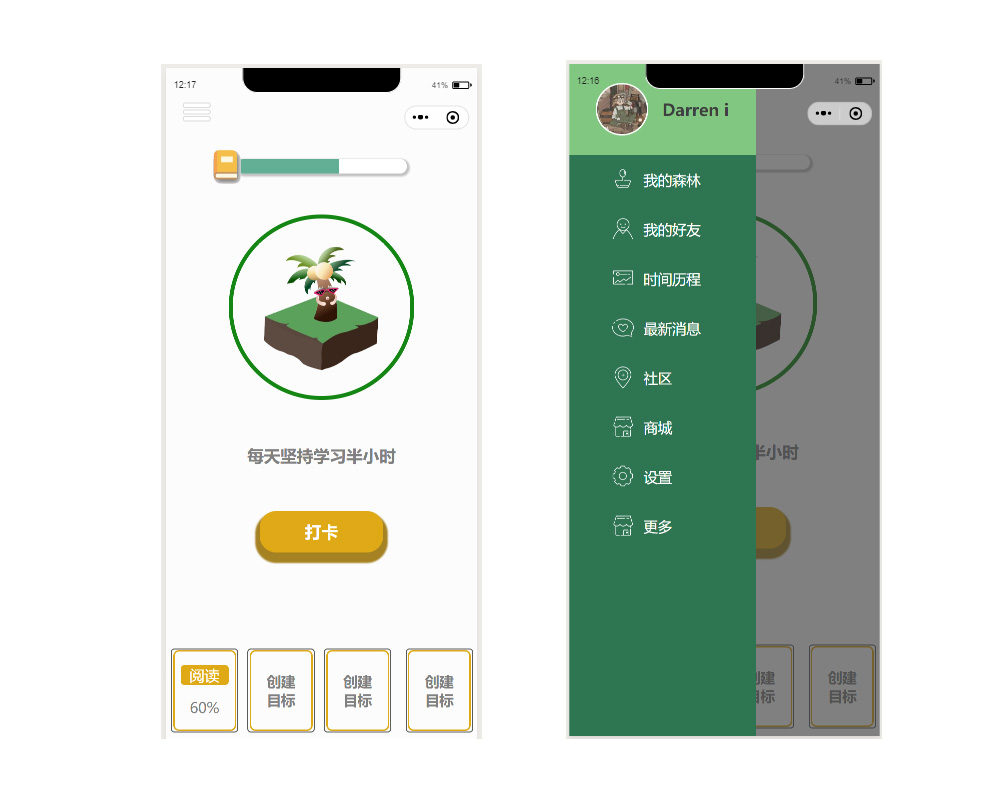 12:17
41%
每天坚持学习半小时
打卡
阅读
60%
创建
目标
创建
目标
创建
目标
12:16
41%
Darren i
我的森林
我的好友
时间历程
最新消息
社区
商城
设置
更多
半小时
创建
目标
创建
目标